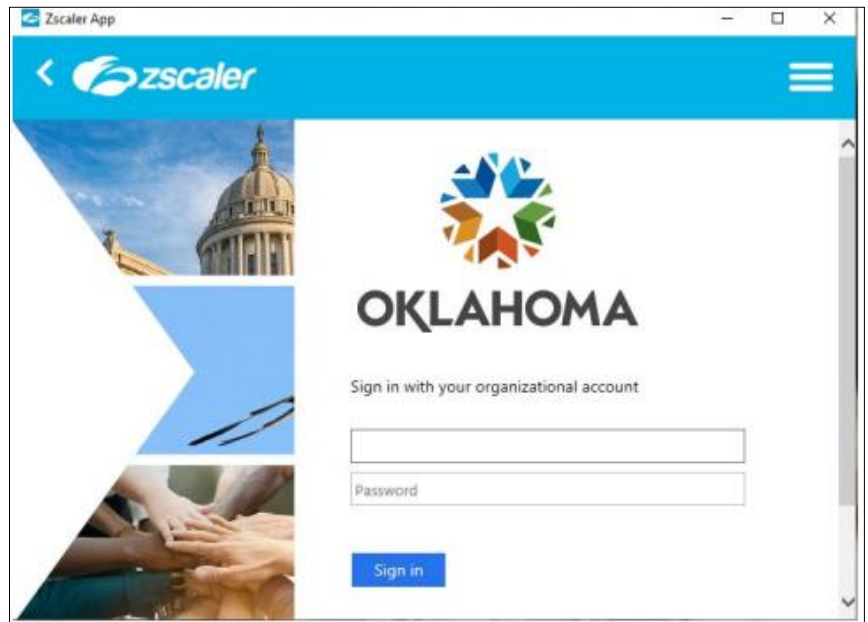 Zscaler App
zscaler
OKLAHOMA
Sign in with your organizational account
Password
Sign in